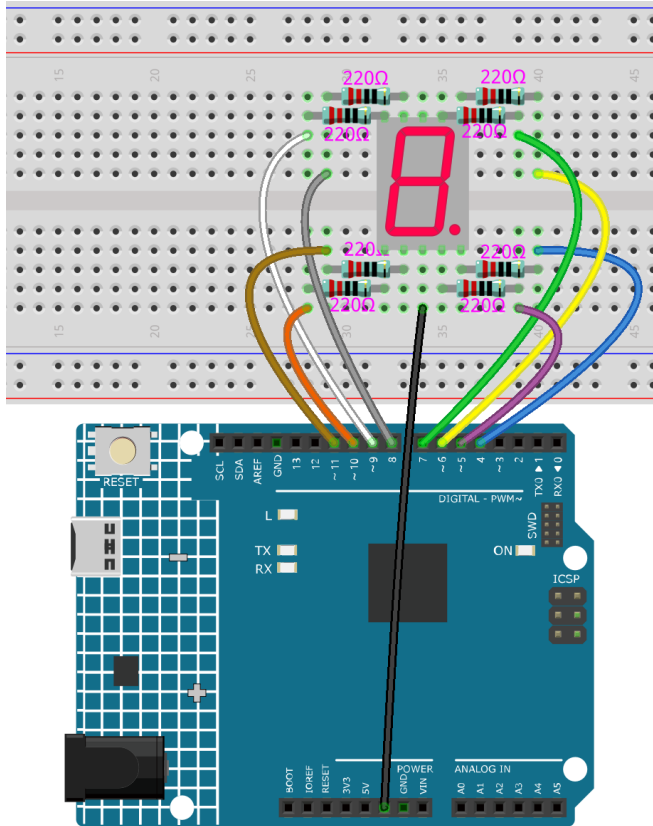 15 20 25 30 35 40 45
220Ω 220Ω
220Ω 220Ω
220Ω 220Ω
220Ω 220Ω
15 20 25 30 40 45
RESET
SCL SDA AREF GND 13 12 ~11 ~10 ~9 8 7 ~6 ~5 4 ~3 2 TX0▶1 RX0◀0
DIGITAL - PWM~
L
TX
RX
SWD
ON
ICSP
POWER ANALOG IN
BOOT IOREF RESET 3V3 5V GND VIN A0 A1 A2 A3 A4 A5